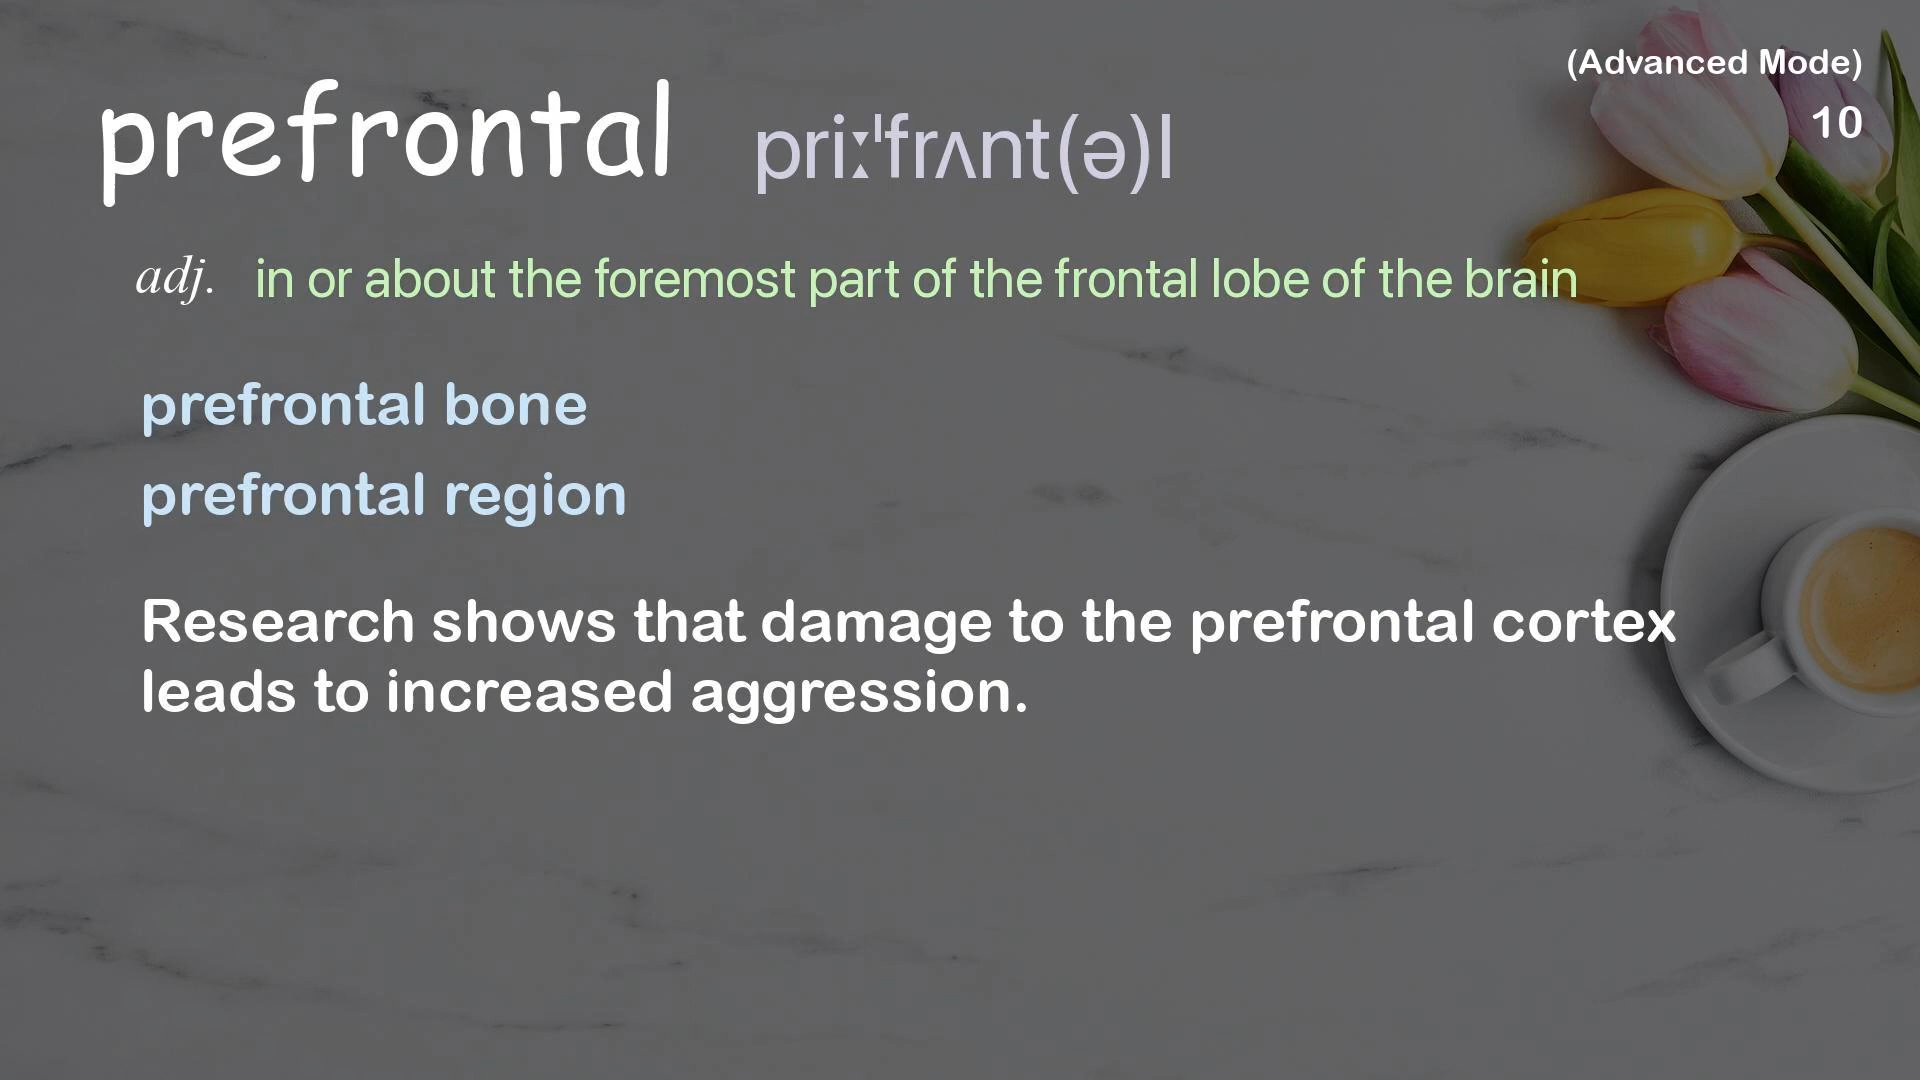 (Advanced Mode)
10
prefrontal priːˈfrʌnt(ə)l
adj. in or about the foremost part of the frontal lobe of the brain
prefrontal bone
prefrontal region
Research shows that damage to the prefrontal cortex
leads to increased aggression.